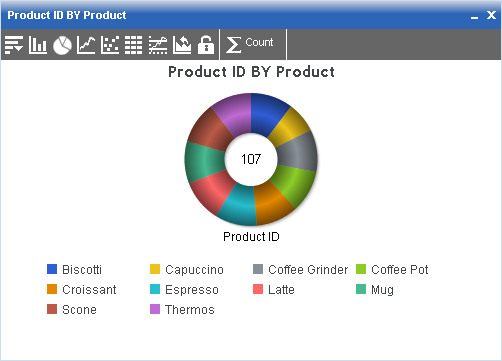 Product ID BY Product
Count
Product ID BY Product
107
Product ID
Biscotti Capuccino Coffee Grinder Coffee Pot
Croissant Espresso Latte Mug
Scone Thermos